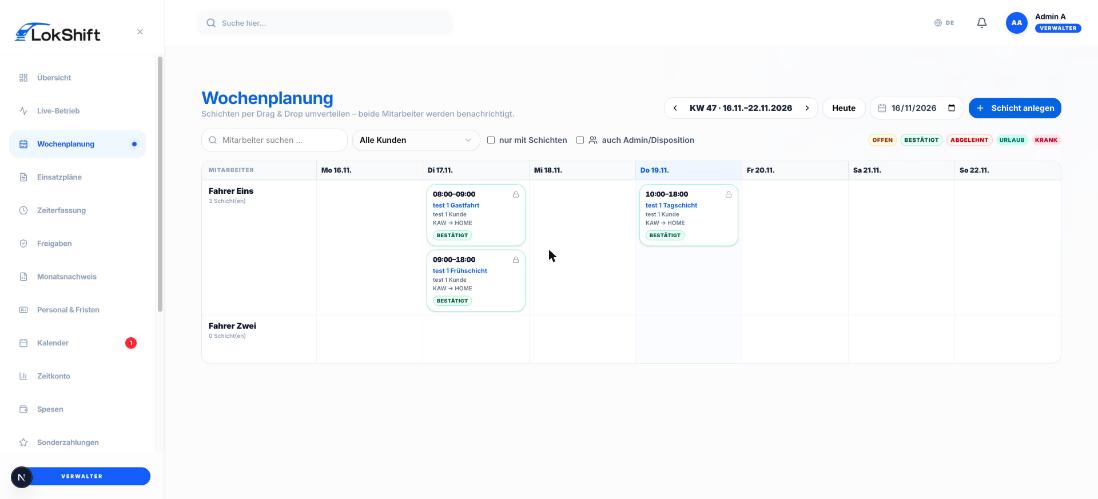 LokShift
Suche hier...
DE
AA
Admin A
VERWALTER
Übersicht
Live-Betrieb
Wochenplanung
Einsatzpläne
Zeiterfassung
Freigaben
Monatsnachweis
Personal & Fristen
Kalender 1
Zeitkonto
Spesen
Sonderzahlungen
N VERWALTER
Wochenplanung
Schichten per Drag & Drop umverteilen – beide Mitarbeiter werden benachrichtigt.
KW 47 · 16.11.–22.11.2026
Heute
16/11/2026
+ Schicht anlegen
Mitarbeiter suchen ...
Alle Kunden
nur mit Schichten
auch Admin/Disposition
OFFEN BESTÄTIGT ABGELEHNT URLAUB KRANK
MITARBEITER Mo 16.11. Di 17.11. Mi 18.11. Do 19.11. Fr 20.11. Sa 21.11. So 22.11.
Fahrer Eins
3 Schicht(en)
08:00–09:00
test 1 Gastfahrt
test 1 Kunde
KAW → HOME
BESTÄTIGT
09:00–18:00
test 1 Frühschicht
test 1 Kunde
KAW → HOME
BESTÄTIGT
10:00–18:00
test 1 Tagschicht
test 1 Kunde
KAW → HOME
BESTÄTIGT
Fahrer Zwei
0 Schicht(en)